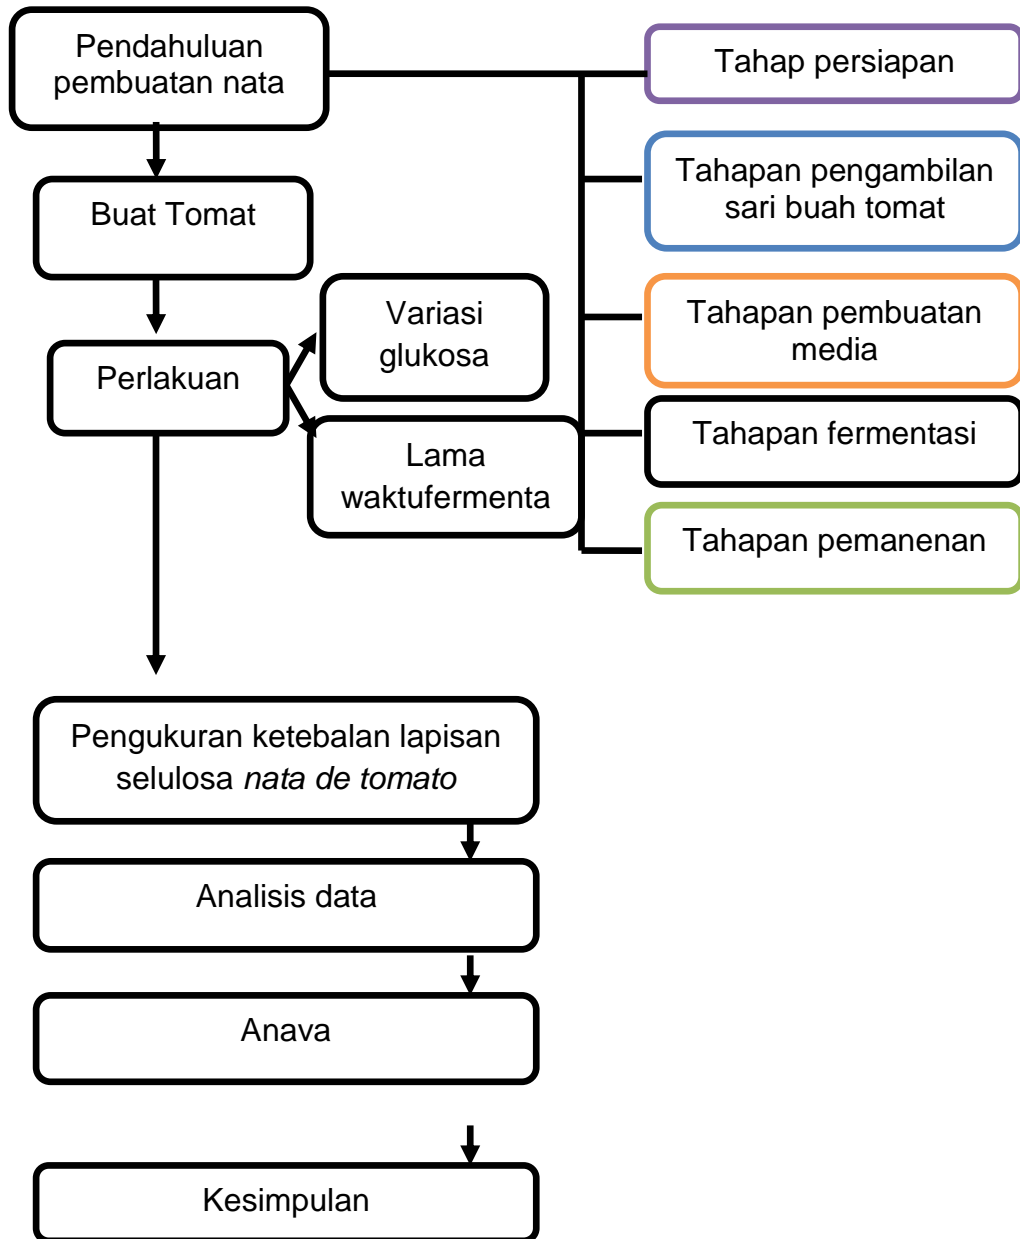 Pendahuluan
pembuatan nata
Tahap persiapan
Tahapan pengambilan
sari buah tomat
Buat Tomat
Variasi
glukosa
Tahapan pembuatan
media
Perlakuan
Lama
waktufermenta
Tahapan fermentasi
Tahapan pemanenan
Pengukuran ketebalan lapisan
selulosa nata de tomato
Analisis data
Anava
Kesimpulan